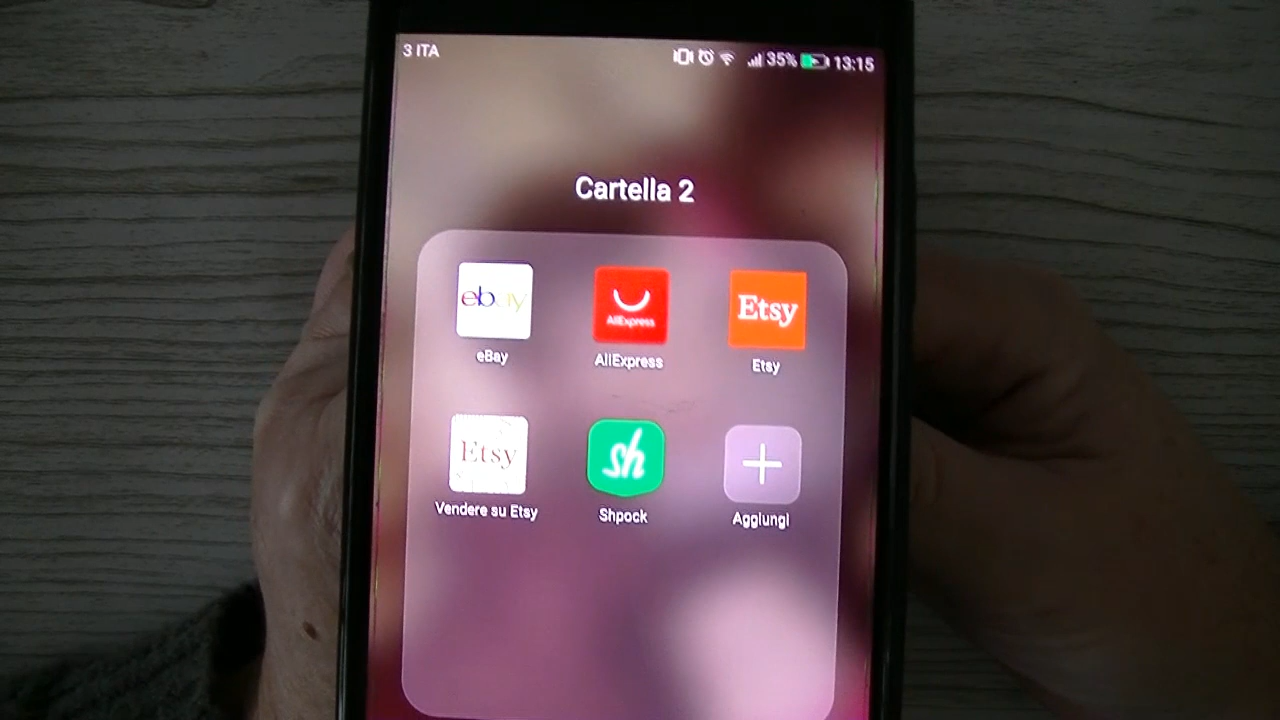 3 ITA 35% 13:15
Cartella 2
ebay AliExpress Etsy
eBay AliExpress Etsy
Etsy sh
Vendere su Etsy Shpock Aggiungi